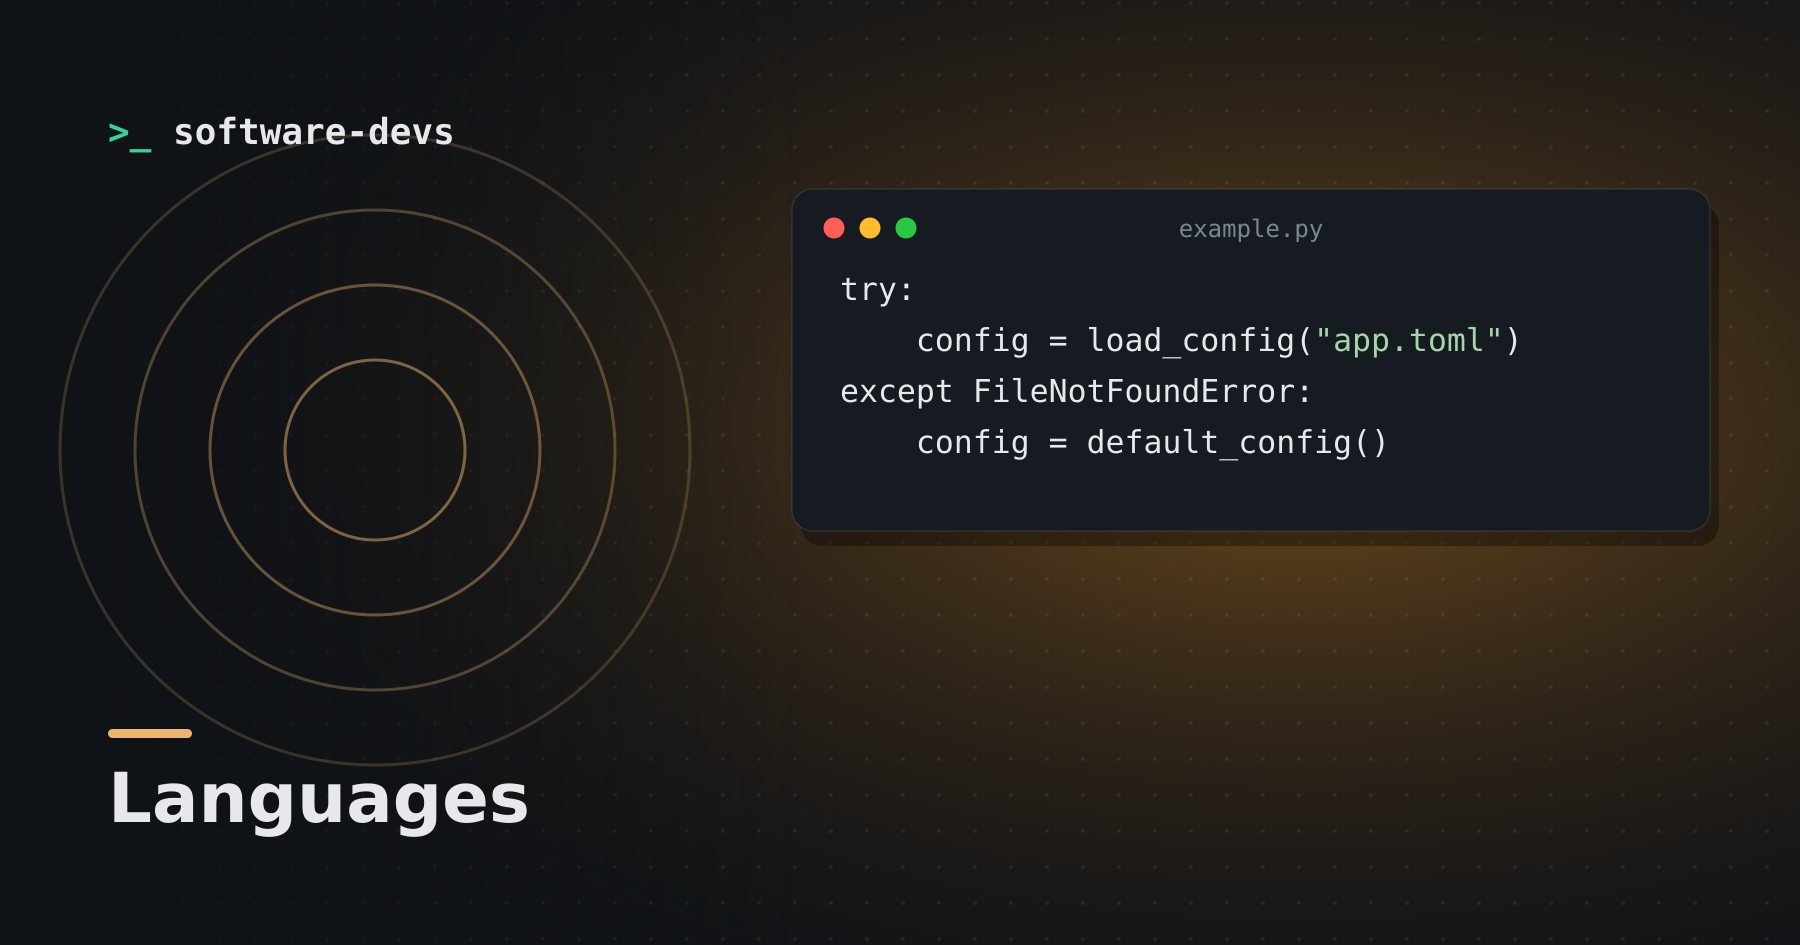 >_ software-devs
example.py
try:
    config = load_config("app.toml")
except FileNotFoundError:
    config = default_config()
Languages